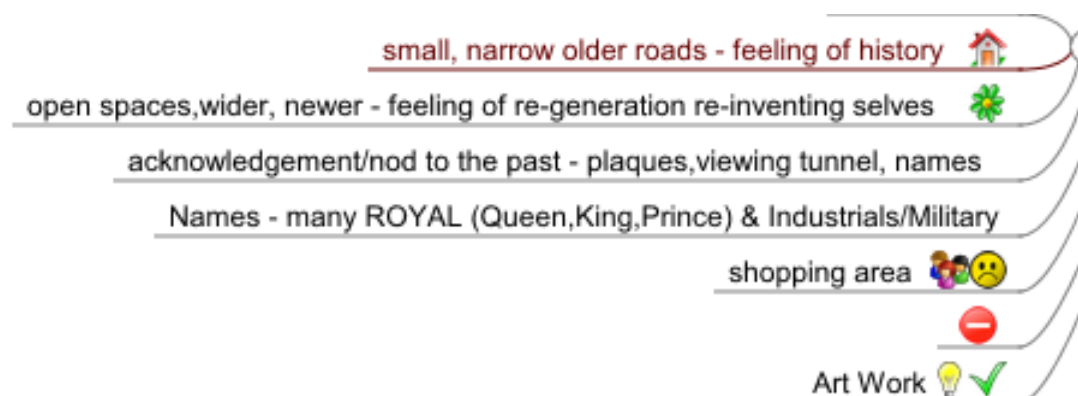 small, narrow older roads - feeling of history
open spaces,wider, newer - feeling of re-generation re-inventing selves
acknowledgement/nod to the past - plaques,viewing tunnel, names
Names - many ROYAL (Queen,King,Prince) & Industrials/Military
shopping area
Art Work